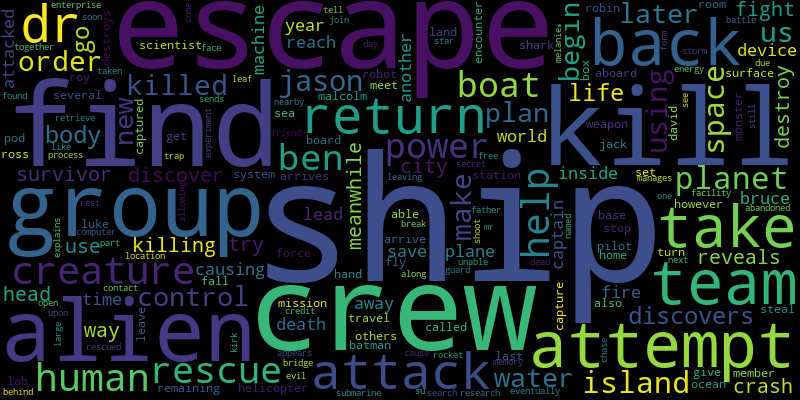 escape
find
ship
kill
crew
group
alien
attempt
back
take
team
return
creature
attack
human
rescue
help
boat
power
planet
island
space
dr
order
go
attacked
destroys
enterprise
soon
together
scientist
face
machine
year
reach
another
land
star
day
come
tell
join
encounter
shark
begin
box
robin
later
room
battle
fight
us
device
surface
due
destroy
killed
jason
malcolm
meet
robot
sends
leaf
roy
several
taken
found
retrieve
new
captured
get
experiment
nearby
friend
trap
like
process
pod
ross
body
ben
sea
board
plan
world
aboard
form
melanie
storm
energy
see
monster
still
life
using
david
weapon
jack
survivor
discover
system
arrives
meanwhile
city
station
secret
free
leaving
father
mr
inside
set
manages
facility
one
however
bruce
abandoned
reveals
luke
computer
rest
allowing
use
part
location
explains
killing
try
lead
able
break
save
arrive
plane
fly
along
guard
unable
shoot
make
captain
dead
named
base
stop
pilot
home
turn
next
also
fire
discovers
steal
head
time
causing
control
fall
force
hand
away
mission
death
credit
travel
others
called
batman
bridge
appears
evil
cause
rocket
last
memory
capture
chase
way
leave
open
contact
upon
large
rescued
kirk
lab
behind
remaining
helicopter
submarine
su
search
research
eventually
water
give
ocean
member
crash